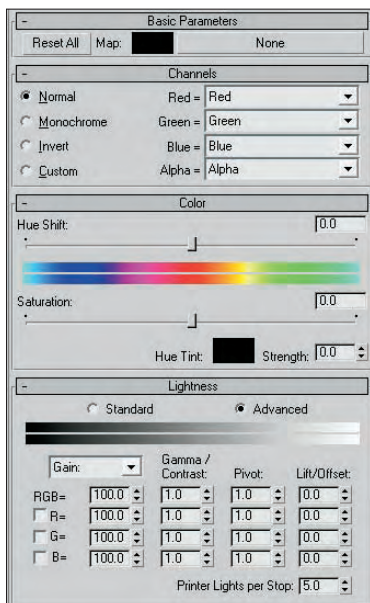 - Basic Parameters
Reset All Map: None
- Channels
Normal Red = Red
Monochrome Green = Green
Invert Blue = Blue
Custom Alpha = Alpha
- Color
Hue Shift: 0.0
Saturation: 0.0
Hue Tint: Strength: 0.0
- Lightness
Standard Advanced
Gain: Gamma / Contrast: Pivot: Lift/Offset:
RGB= 100.0 1.0 1.0 0.0
R= 100.0 1.0 1.0 0.0
G= 100.0 1.0 1.0 0.0
B= 100.0 1.0 1.0 0.0
Printer Lights per Stop: 5.0